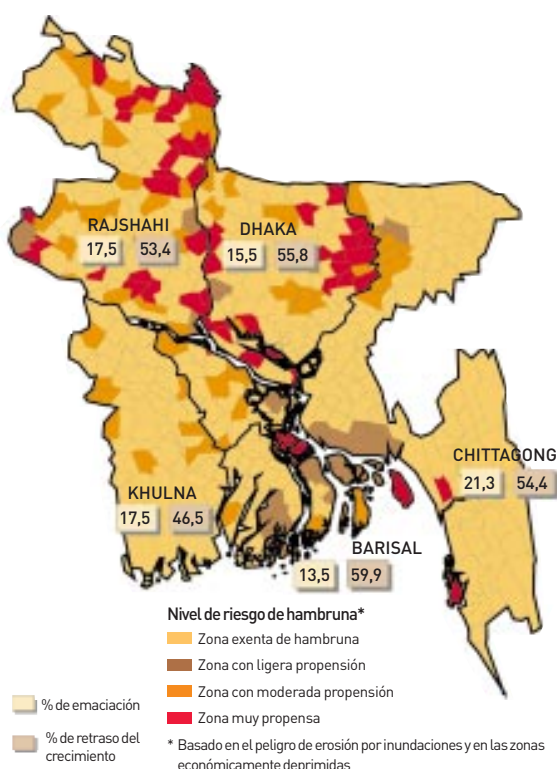 RAJSHAHI
17,5 53,4
DHAKA
15,5 55,8
CHITTAGONG
21,3 54,4
KHULNA
17,5 46,5
BARISAL
13,5 59,9
Nivel de riesgo de hambruna*
Zona exenta de hambruna
Zona con ligera propensión
Zona con moderada propensión
Zona muy propensa
% de emaciación
% de retraso del
crecimiento
* Basado en el peligro de erosión por inundaciones y en las zonas
económicamente deprimidas